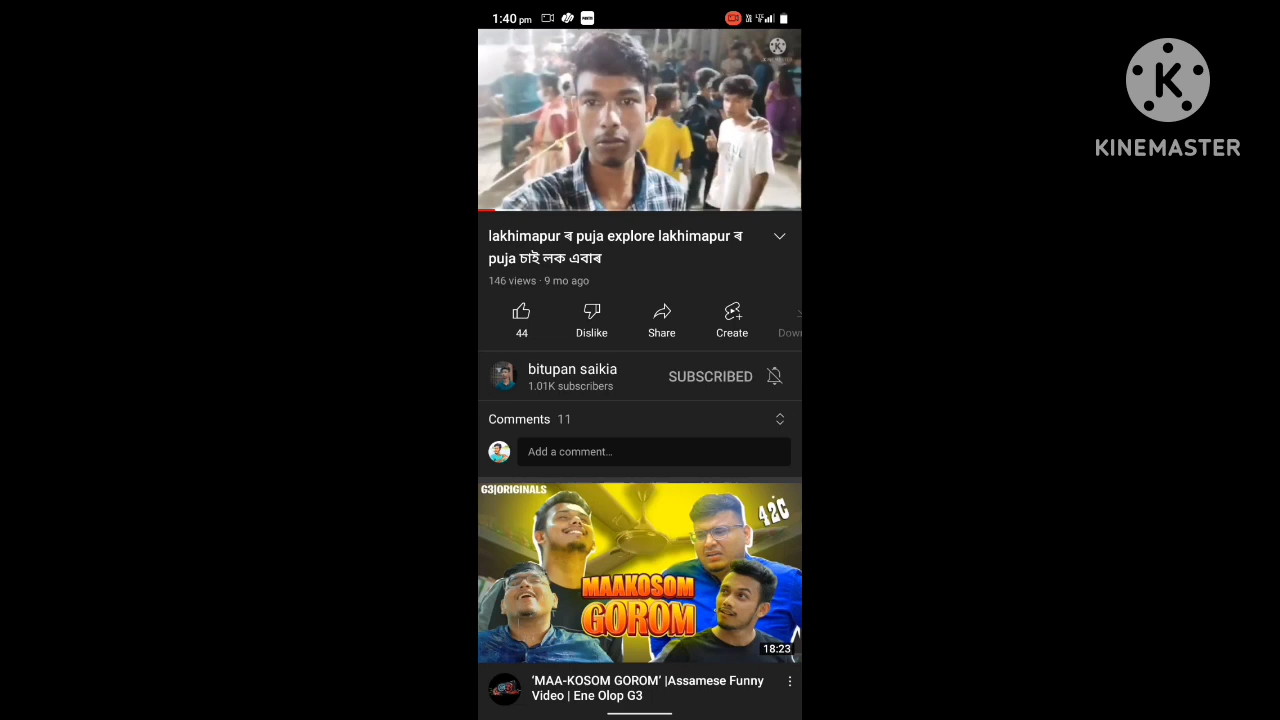 1:40 pm
K
KINEMASTER
lakhimapur ৰ puja explore lakhimapur ৰ
puja চাই লক এবাৰ
146 views · 9 mo ago
44 Dislike Share Create
bitupan saikia
1.01K subscribers
SUBSCRIBED
Comments 11
Add a comment...
G3|ORIGINALS
42C
MAAKOSOM
GOROM
18:23
‘MAA-KOSOM GOROM’ |Assamese Funny
Video | Ene Olop G3